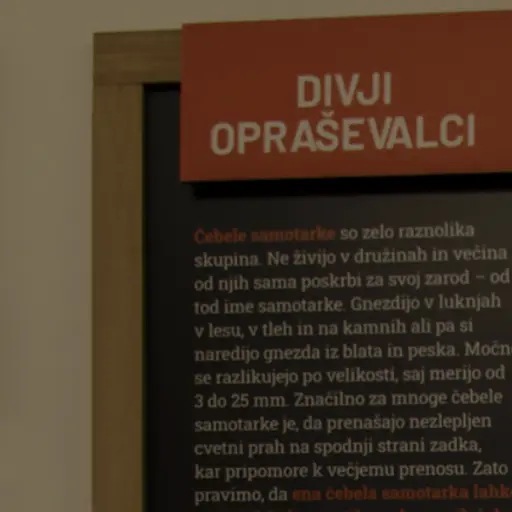 DIVJI
OPRAŠEVALCI
Čebele samotarke so zelo raznolika
skupina. Ne živijo v družinah in večina
od njih sama poskrbi za svoj zarod – od
tod ime samotarke. Gnezdijo v luknjah
v lesu, v tleh in na kamnih ali pa si
naredijo gnezda iz blata in peska. Močno
se razlikujejo po velikosti, saj merijo od
3 do 25 mm. Značilno za mnoge čebele
samotarke je, da prenašajo nezlepljen
cvetni prah na spodnji strani zadka,
kar pripomore k večjemu prenosu. Zato
pravimo, da ena čebela samotarka lahko